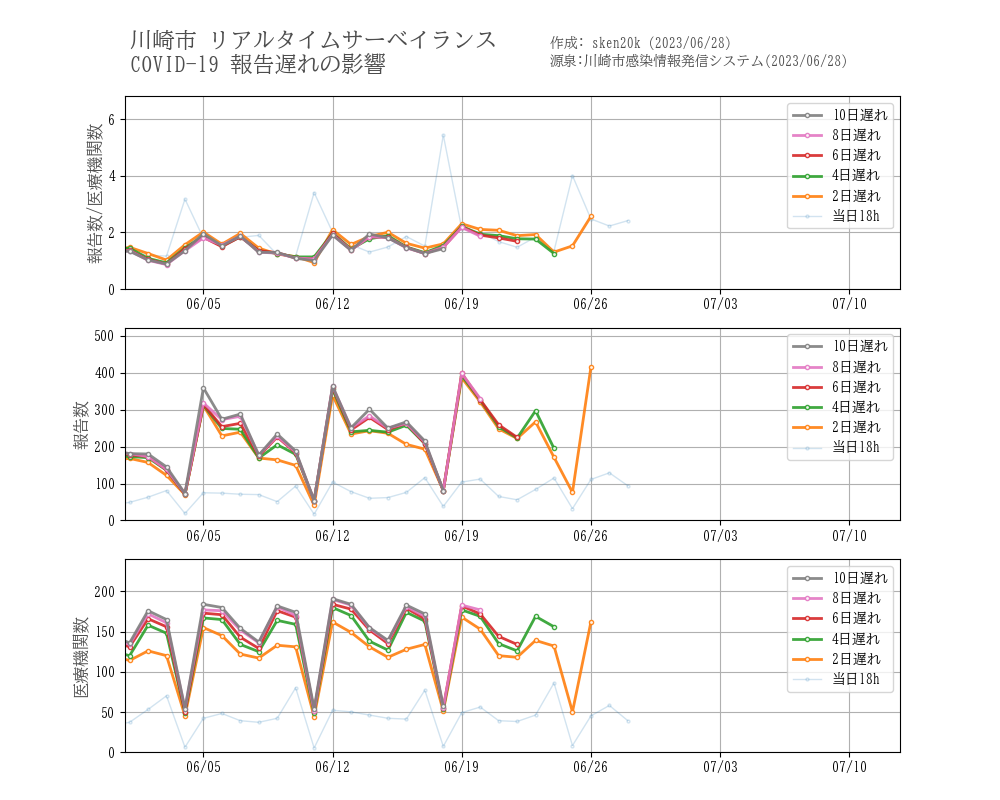 川崎市 リアルタイムサーベイランス
COVID-19 報告遅れの影響
作成: sken20k (2023/06/28)
源泉:川崎市感染情報発信システム(2023/06/28)
報告数/医療機関数
6
4
2
0
10日遅れ
8日遅れ
6日遅れ
4日遅れ
2日遅れ
当日18h
06/05 06/12 06/19 06/26 07/03 07/10
報告数
500
400
300
200
100
0
10日遅れ
8日遅れ
6日遅れ
4日遅れ
2日遅れ
当日18h
06/05 06/12 06/19 06/26 07/03 07/10
医療機関数
200
150
100
50
0
10日遅れ
8日遅れ
6日遅れ
4日遅れ
2日遅れ
当日18h
06/05 06/12 06/19 06/26 07/03 07/10